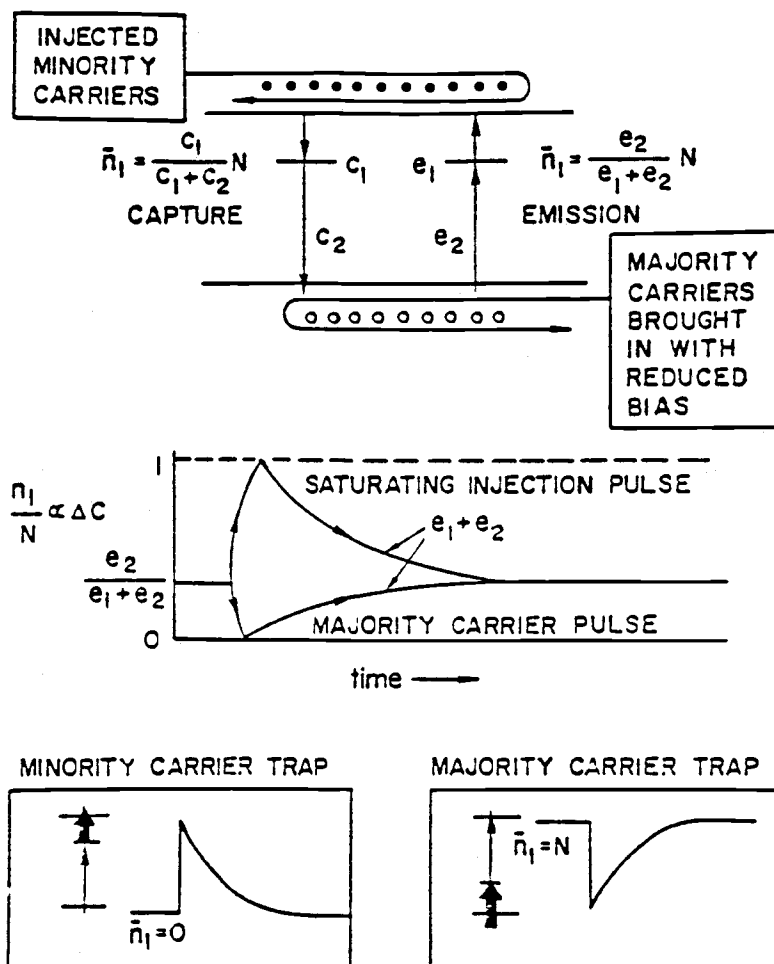 INJECTED
MINORITY
CARRIERS
n̄₁ = c₁/(c₁+c₂) N
c₁
e₁
n̄₁ = e₂/(e₁+e₂) N
CAPTURE
EMISSION
c₂
e₂
MAJORITY
CARRIERS
BROUGHT
IN WITH
REDUCED
BIAS
1
SATURATING INJECTION PULSE
n₁/N ∝ ΔC
e₁+e₂
e₂/(e₁+e₂)
MAJORITY CARRIER PULSE
0
time
MINORITY CARRIER TRAP
MAJORITY CARRIER TRAP
n̄₁=N
n̄₁=0